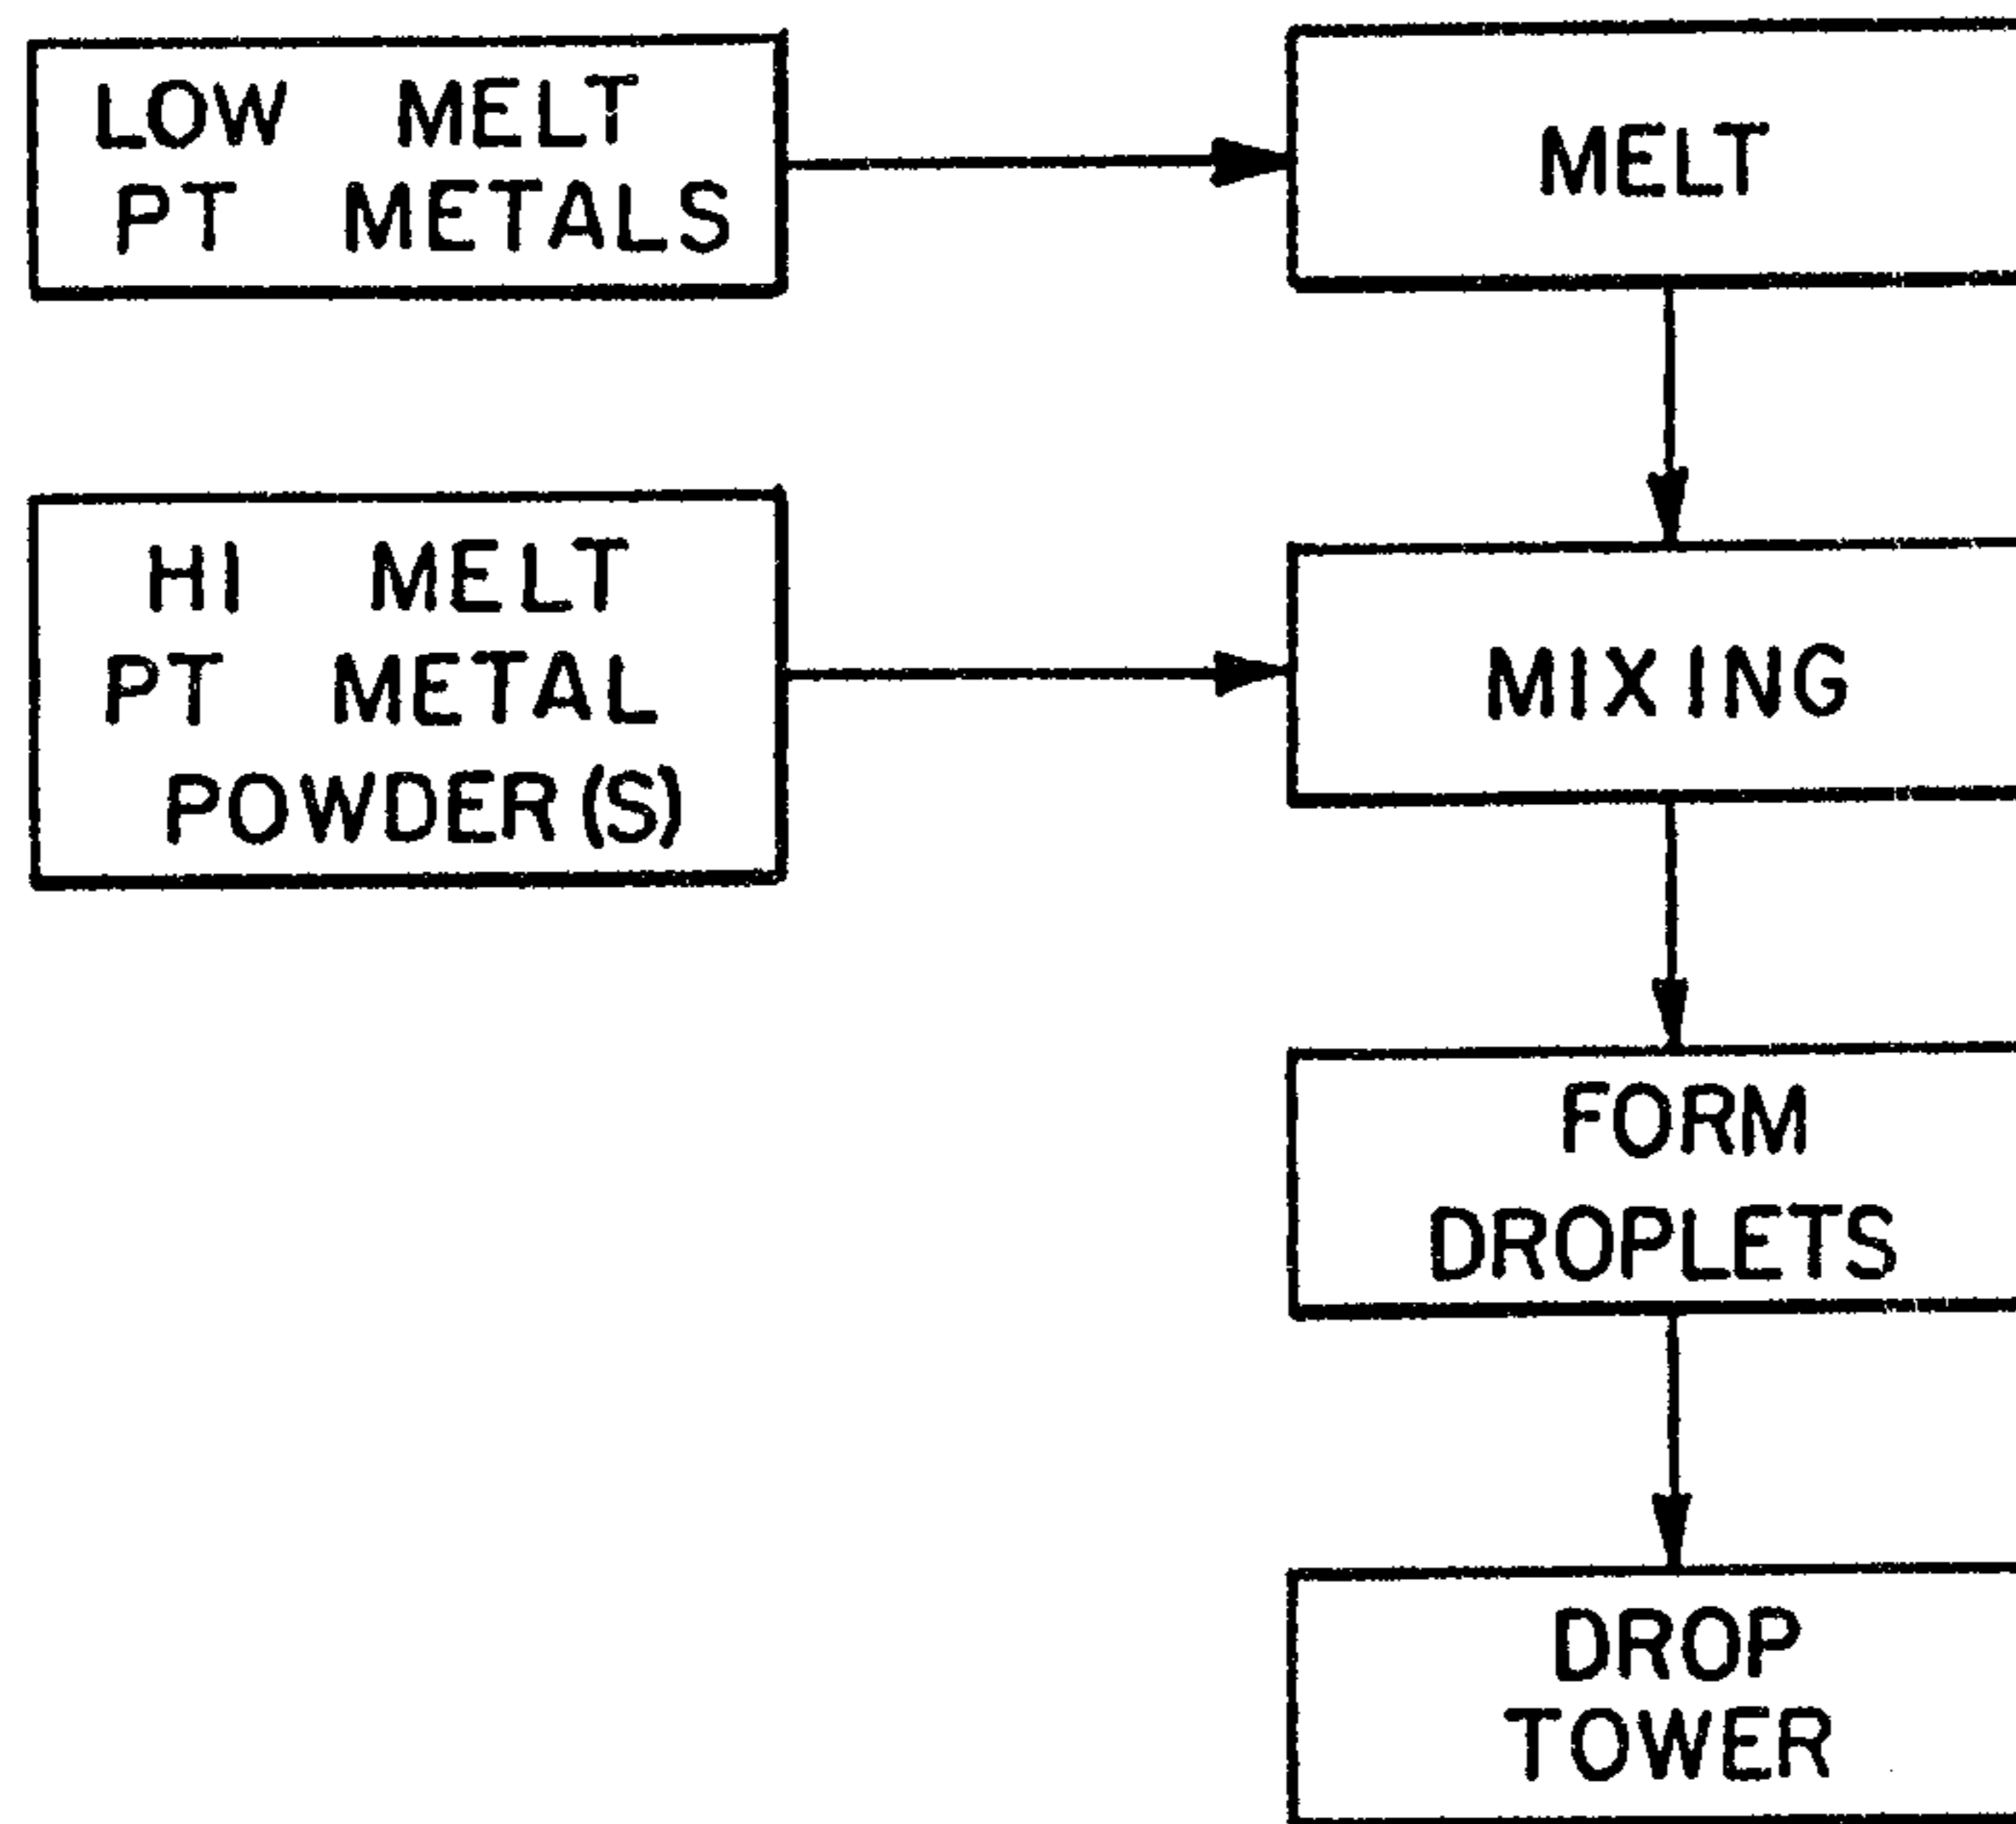 LOW MELT
PT METALS
MELT
HI MELT
PT METAL
POWDER(S)
MIXING
FORM
DROPLETS
DROP
TOWER